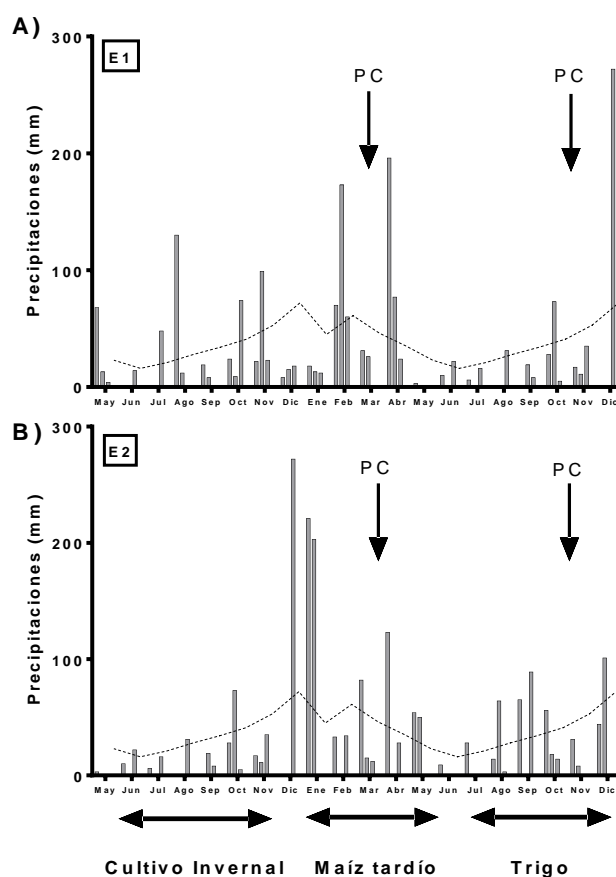 A)
E1
Precipitaciones (mm)
300
200
100
0
PC
PC
May Jun Jul Ago Sep Oct Nov Dic Ene Feb Mar Abr May Jun Jul Ago Sep Oct Nov Dic
B)
E2
Precipitaciones (mm)
300
200
100
0
PC
PC
May Jun Jul Ago Sep Oct Nov Dic Ene Feb Mar Abr May Jun Jul Ago Sep Oct Nov Dic
Cultivo Invernal Maíz tardío Trigo